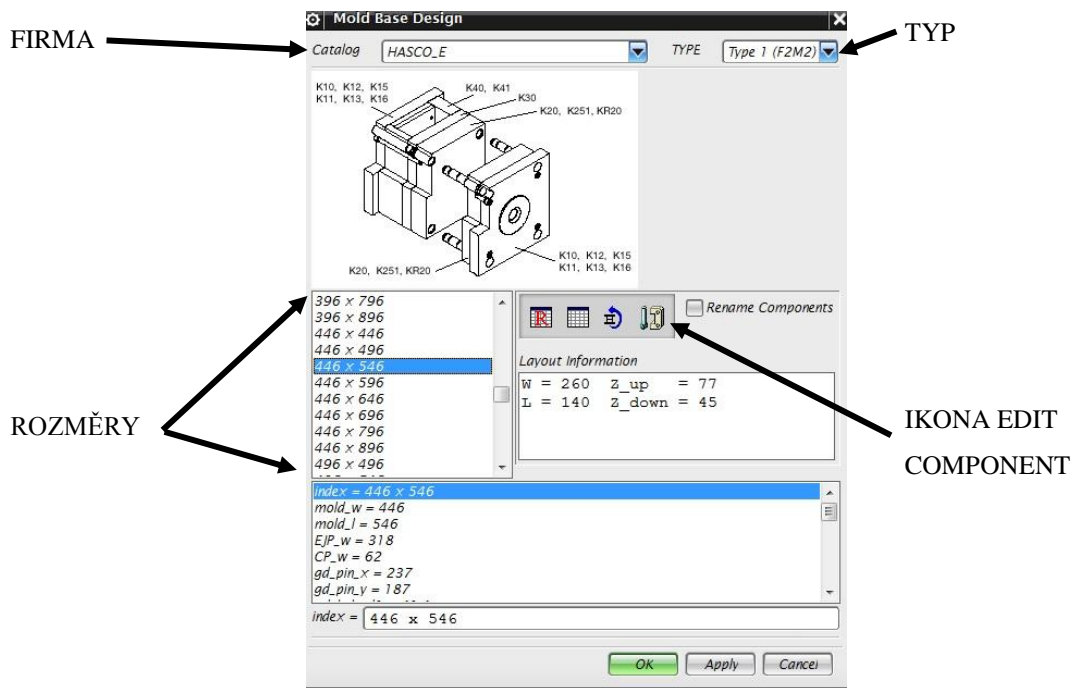 Mold Base Design
FIRMA
TYP
Catalog HASCO_E TYPE Type 1 (F2M2)
K10, K12, K15
K11, K13, K16
K40, K41
K30
K20, K251, KR20
K10, K12, K15
K11, K13, K16
K20, K251, KR20
396 x 796
396 x 896
446 x 446
446 x 496
446 x 546
446 x 596
446 x 646
446 x 696
446 x 796
446 x 896
496 x 496
R
Rename Components
Layout Information
W = 260 Z_up = 77
L = 140 Z_down = 45
ROZMĚRY
IKONA EDIT
COMPONENT
index = 446 x 546
mold_w = 446
mold_l = 546
EJP_w = 318
CP_w = 62
gd_pin_x = 237
gd_pin_y = 187
index = 446 x 546
OK Apply Cancel